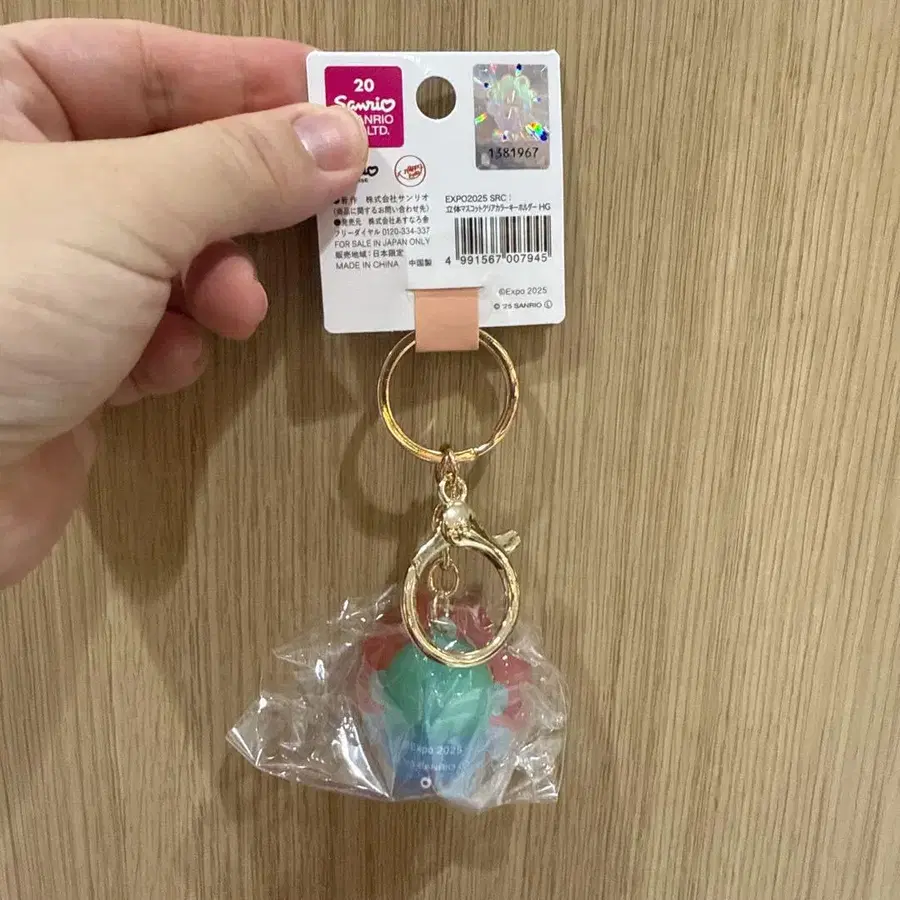 20
Sanrio
SANRIO
LTD.
1381967
EXPO2025 SRC:
立体マスコットクリアカラーキーホルダー HG
株式会社サンリオ
(商品に関するお問い合わせ先)
●発売元 株式会社あすなろ舎
フリーダイヤル 0120-334-337
FOR SALE IN JAPAN ONLY
販売地域:日本限定
MADE IN CHINA 中国製
4 991567 007945
©Expo 2025
© '25 SANRIO Ⓛ
©Expo 2025
SANRIO